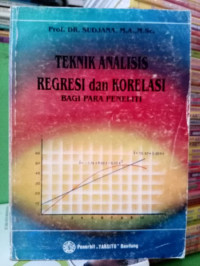 Prof. DR. SUDJANA, M.A., M.Sc.
TEKNIK ANALISIS
REGRESI dan KORELASI
BAGI PARA PENELITI
Penerbit "TARSITO" Bandung